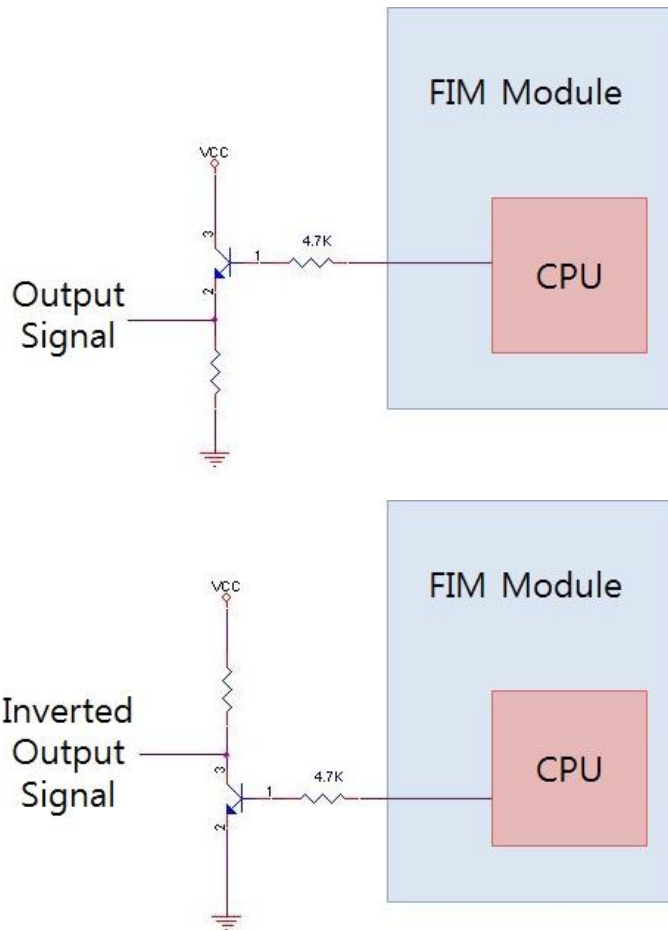 FIM Module
VCC
3
1
4.7K
CPU
2
Output
Signal
FIM Module
VCC
Inverted
Output
Signal
3
1
4.7K
CPU
2